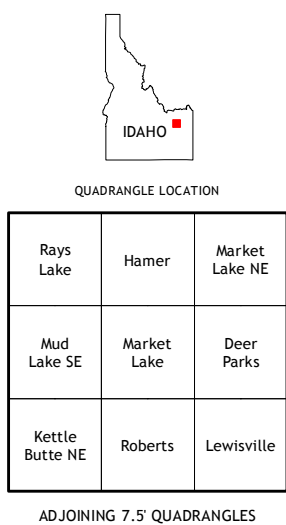 IDAHO
QUADRANGLE LOCATION
Rays
Lake
Hamer
Market
Lake NE
Mud
Lake SE
Market
Lake
Deer
Parks
Kettle
Butte NE
Roberts
Lewisville
ADJOINING 7.5' QUADRANGLES